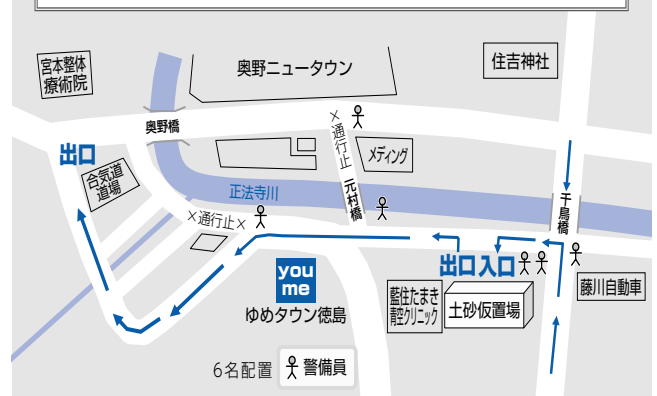 宮本整体
療術院
奥野ニュータウン
住吉神社
奥野橋
×通行止×
メディング
出口
合気道
道場
正法寺川
元村橋
千鳥橋
×通行止×
出口
入口
you
me
ゆめタウン徳島
藍住たまき
青空クリニック
土砂仮置場
藤川自動車
6名配置
警備員